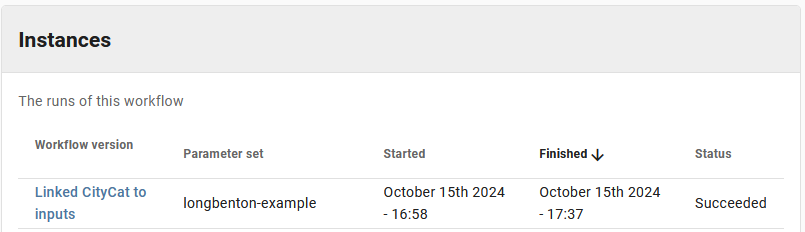 Instances
The runs of this workflow
Workflow version
Parameter set
Started
Finished
Status
Linked CityCat to
inputs
longbenton-example
October 15th 2024
- 16:58
October 15th 2024
- 17:37
Succeeded